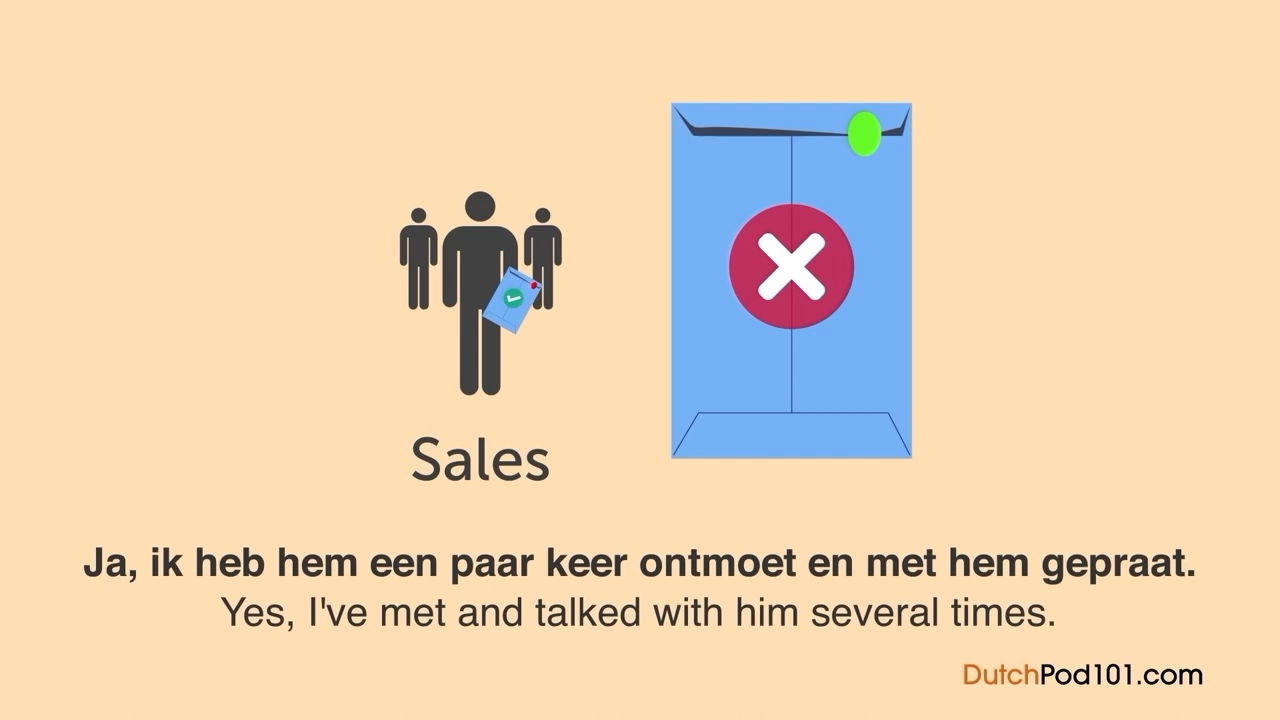 Sales
Ja, ik heb hem een paar keer ontmoet en met hem gepraat.
Yes, I've met and talked with him several times.
DutchPod101.com